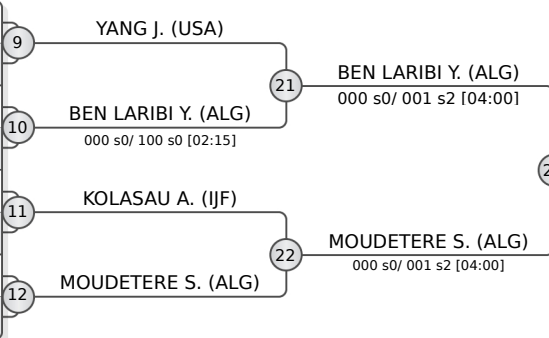 YANG J. (USA)
9
21
BEN LARIBI Y. (ALG)
000 s0/ 001 s2 [04:00]
BEN LARIBI Y. (ALG)
10
000 s0/ 100 s0 [02:15]
KOLASAU A. (IJF)
11
22
MOUDETERE S. (ALG)
000 s0/ 001 s2 [04:00]
MOUDETERE S. (ALG)
12